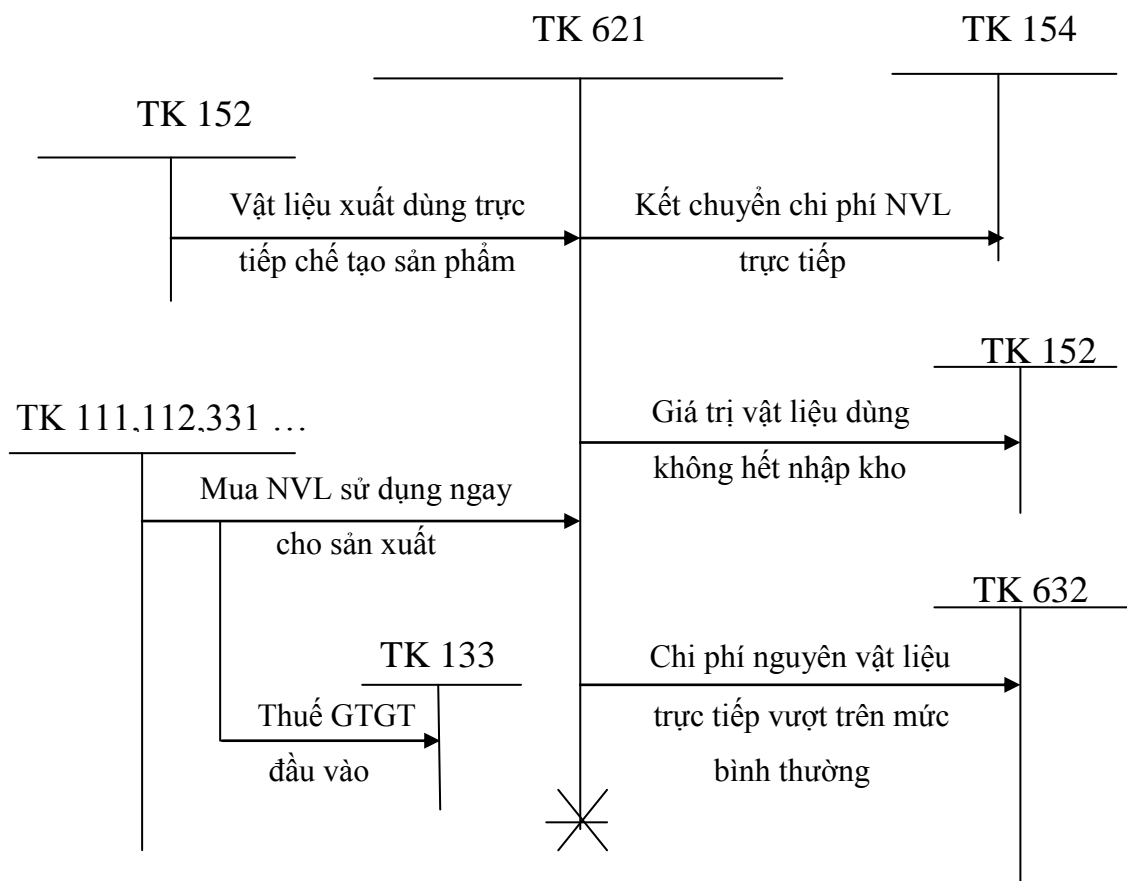 TK 621
TK 154
TK 152
Vật liệu xuất dùng trực
tiếp chế tạo sản phẩm
Kết chuyển chi phí NVL
trực tiếp
TK 152
Giá trị vật liệu dùng
không hết nhập kho
TK 111,112,331 …
Mua NVL sử dụng ngay
cho sản xuất
TK 632
TK 133
Chi phí nguyên vật liệu
trực tiếp vượt trên mức
bình thường
Thuế GTGT
đầu vào